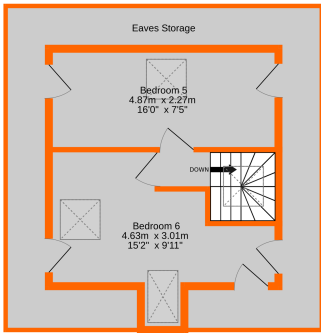 Eaves Storage
Bedroom 5
4.87m x 2.27m
16'0" x 7'5"
DOWN
Bedroom 6
4.63m x 3.01m
15'2" x 9'11"